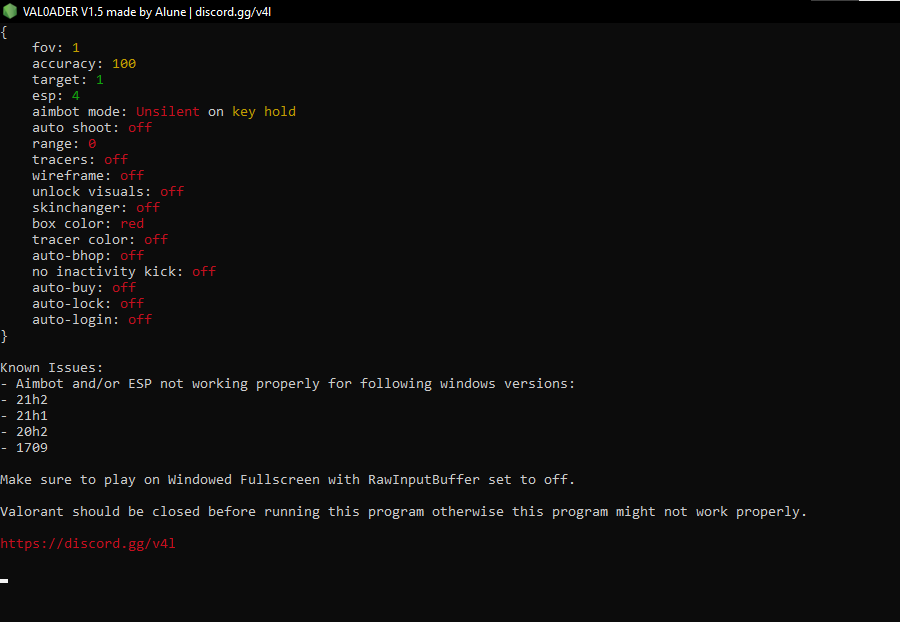 VAL0ADER V1.5 made by Alune | discord.gg/v4l
{
fov: 1
accuracy: 100
target: 1
esp: 4
aimbot mode: Unsilent on key hold
auto shoot: off
range: 0
tracers: off
wireframe: off
unlock visuals: off
skinchanger: off
box color: red
tracer color: off
auto-bhop: off
no inactivity kick: off
auto-buy: off
auto-lock: off
auto-login: off
}
Known Issues:
- Aimbot and/or ESP not working properly for following windows versions:
- 21h2
- 21h1
- 20h2
- 1709
Make sure to play on Windowed Fullscreen with RawInputBuffer set to off.
Valorant should be closed before running this program otherwise this program might not work properly.
https://discord.gg/v4l